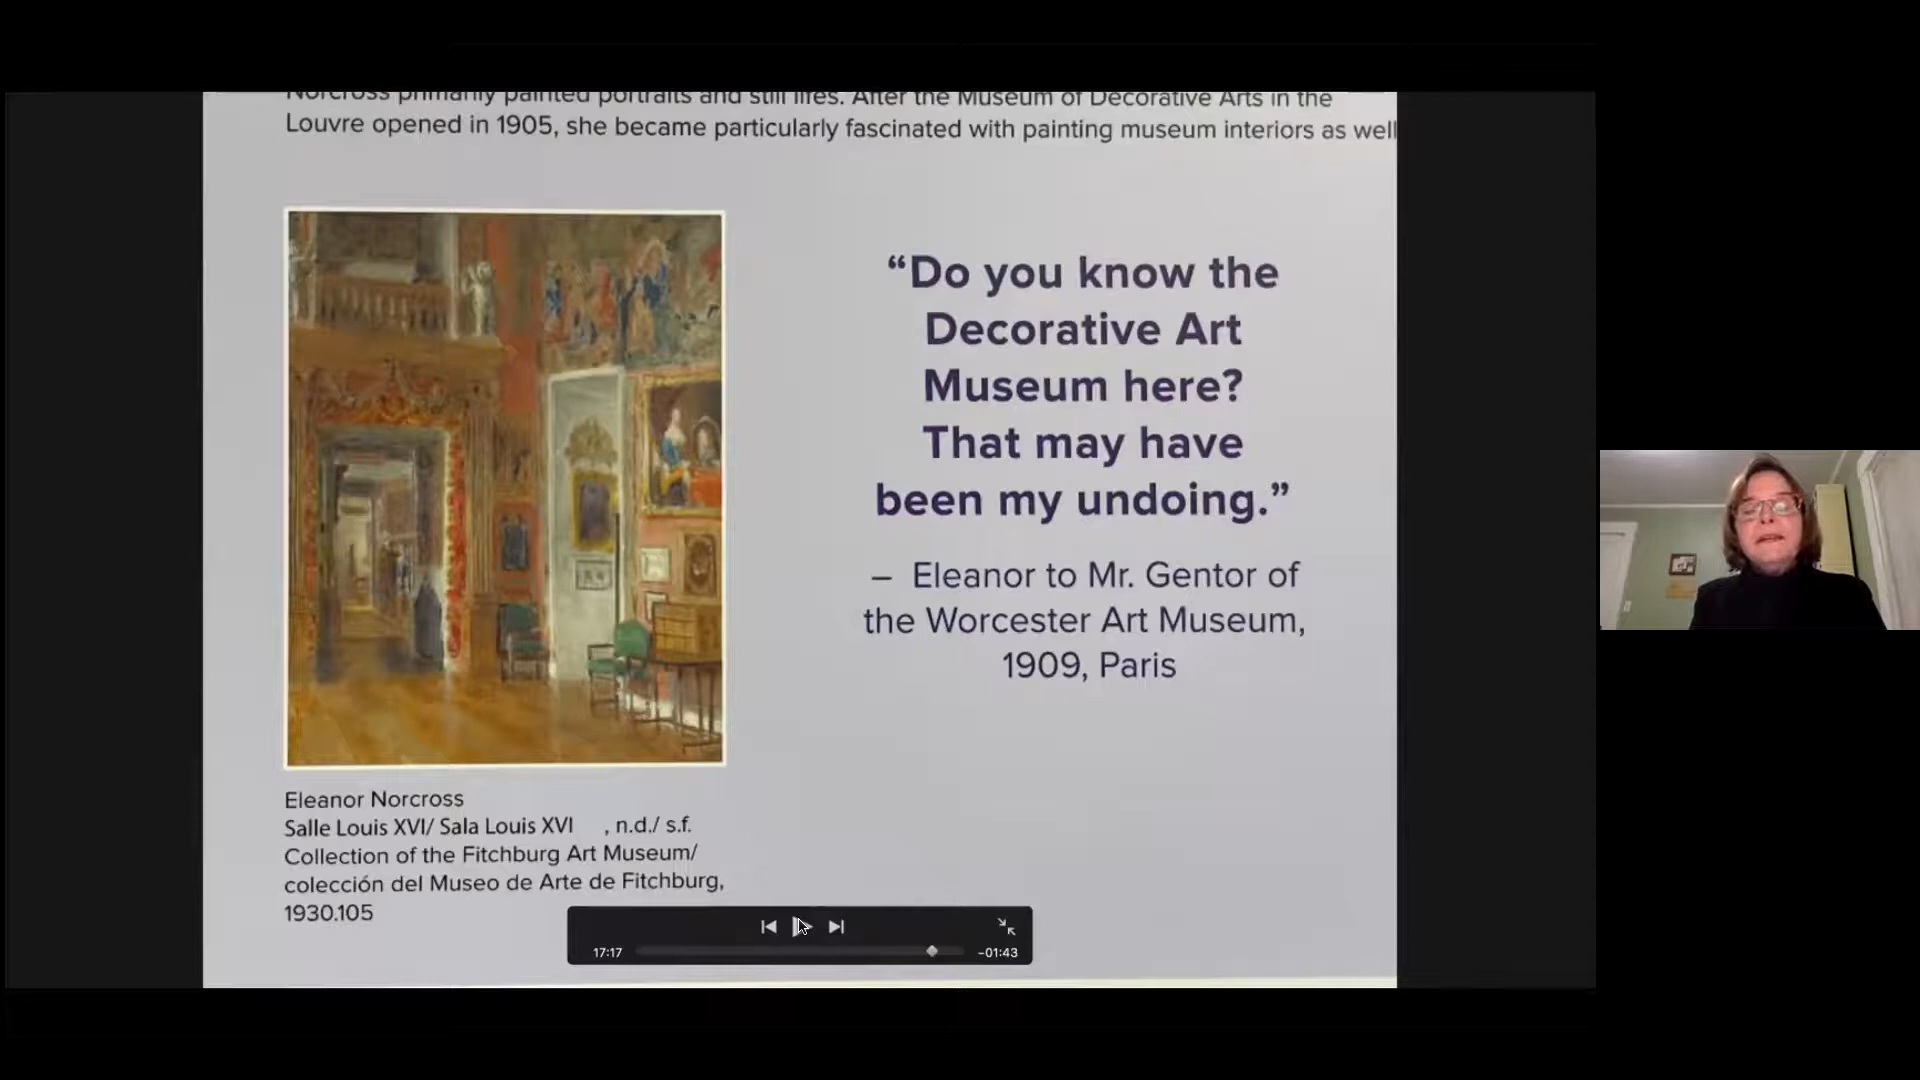 Norcross primarily painted portraits and still lifes. After the Museum of Decorative Arts in the
Louvre opened in 1905, she became particularly fascinated with painting museum interiors as well
“Do you know the
Decorative Art
Museum here?
That may have
been my undoing.”
– Eleanor to Mr. Gentor of
the Worcester Art Museum,
1909, Paris
Eleanor Norcross
Salle Louis XVI/ Sala Louis XVI , n.d./ s.f.
Collection of the Fitchburg Art Museum/
colección del Museo de Arte de Fitchburg,
1930.105
17:17
-01:43